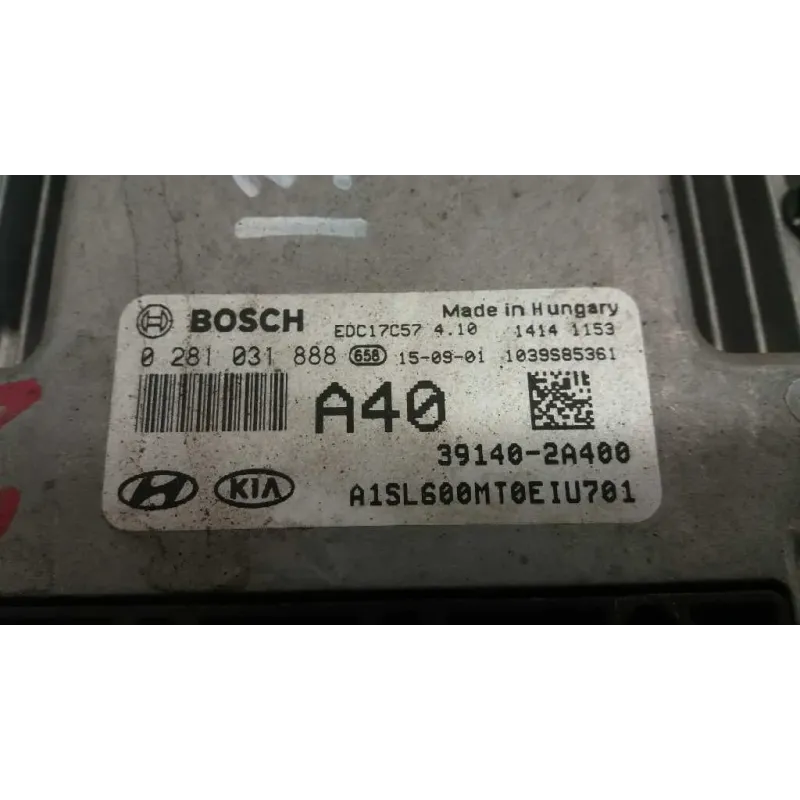 BOSCH
Made in Hungary
EDC17C57 4.10 1414 1153
0 281 031 888 658 15-09-01 1039S85361
A40
39140-2A400
KIA
A1SL600MT0EIU701